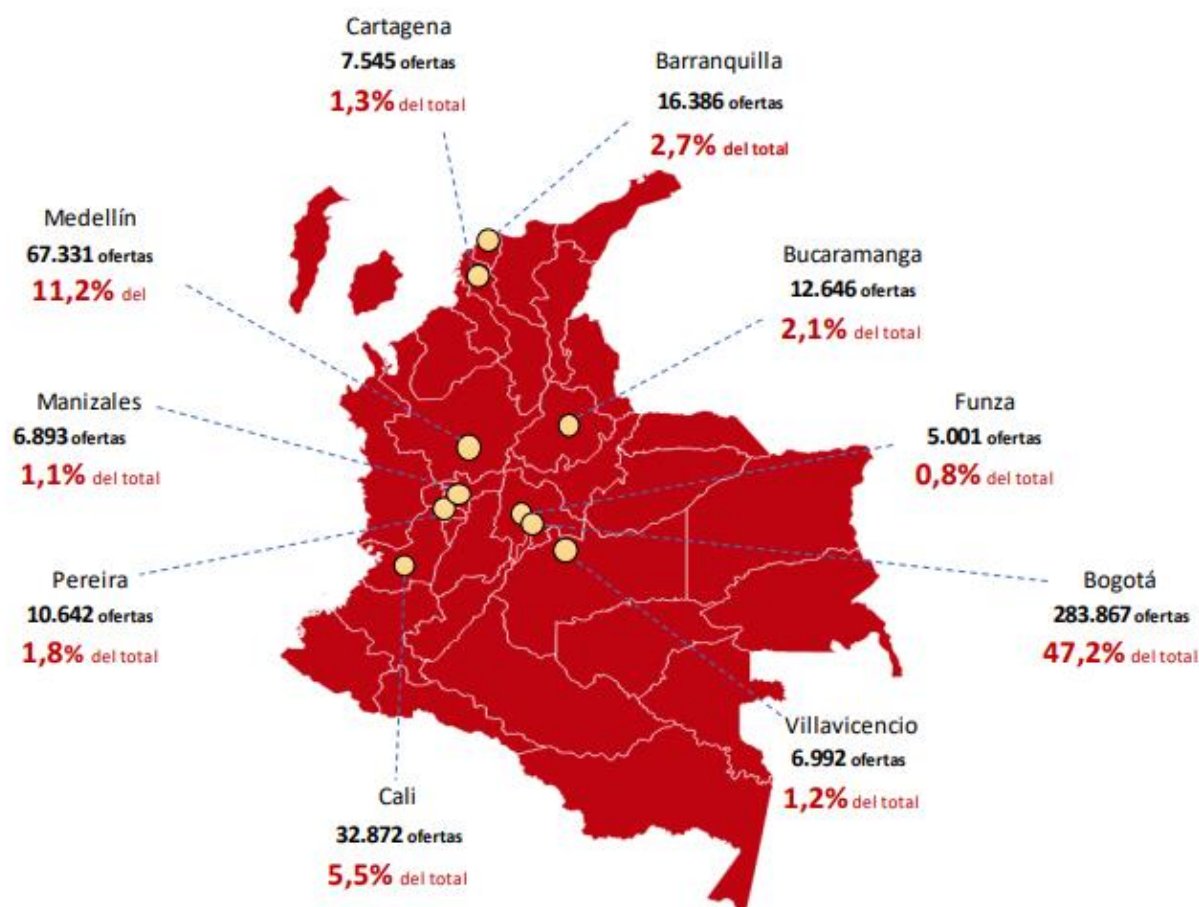 Cartagena
7.545 ofertas
1,3% del total
Barranquilla
16.386 ofertas
2,7% del total
Medellín
67.331 ofertas
11,2% del
Bucaramanga
12.646 ofertas
2,1% del total
Manizales
6.893 ofertas
1,1% del total
Funza
5.001 ofertas
0,8% del total
Pereira
10.642 ofertas
1,8% del total
Bogotá
283.867 ofertas
47,2% del total
Villavicencio
6.992 ofertas
1,2% del total
Cali
32.872 ofertas
5,5% del total